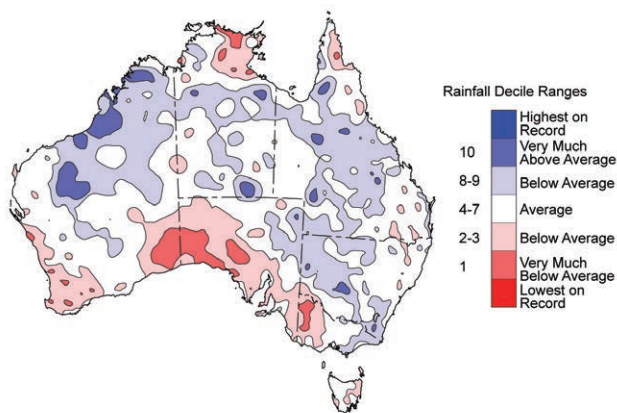 Rainfall Decile Ranges
Highest on
Record
10
Very Much
Above Average
8-9
Below Average
4-7
Average
2-3
Below Average
1
Very Much
Below Average
Lowest on
Record